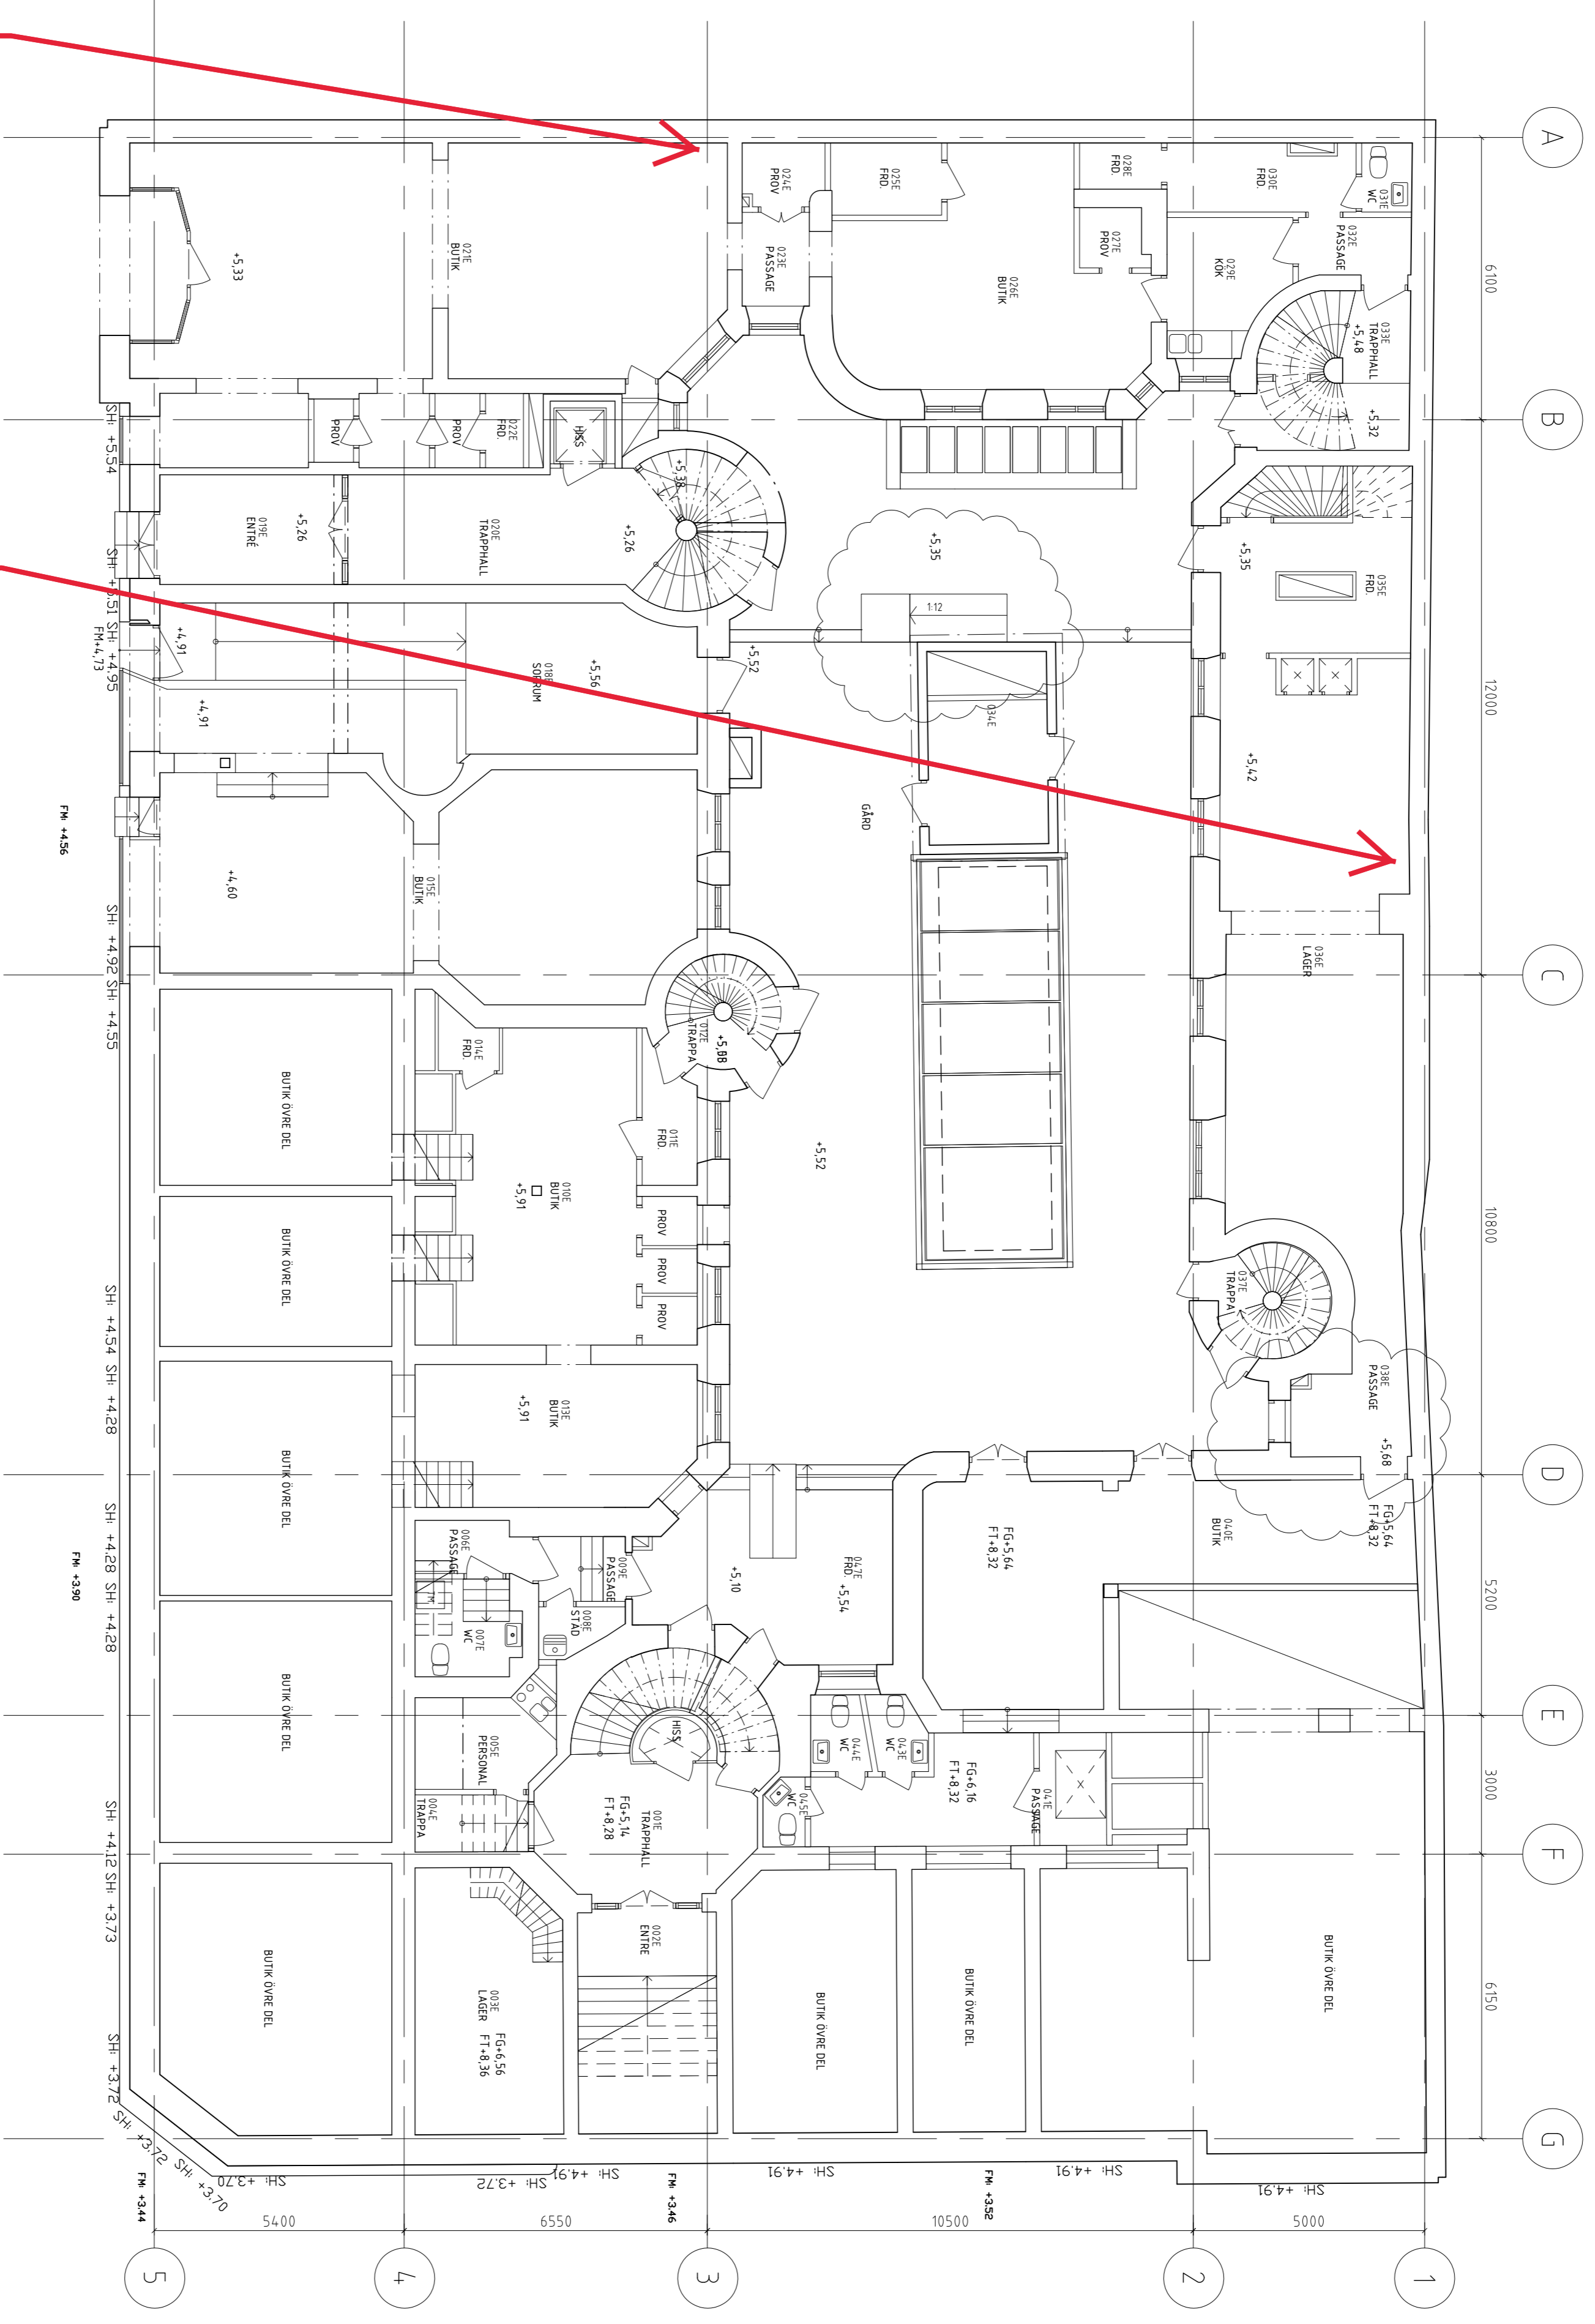 A
B
C
D
E
F
G
6100
12000
10800
5200
3000
6150
1
2
3
4
5
5400
6550
10500
5000
031E
WC
030E
FRD.
032E
PASSAGE
028E
FRD.
027E
PROV
029E
KÖK
033E
TRAPPHALL
+5,48
+5,32
025E
FRD.
024E
PROV
023E
PASSAGE
026E
BUTIK
021E
BUTIK
+5,33
PROV
PROV
022E
FRD.
HISS
+5,38
019E
ENTRÉ
+5,26
020E
TRAPPHALL
+5,26
+5,35
1:12
+5,35
035E
FRD.
+5,42
034E
GÅRD
+5,52
+4,91
+4,91
018E
SOPRUM
+5,56
015E
BUTIK
+4,60
036E
LAGER
012E
TRAPPA
014E
FRD.
011E
FRD.
010E
BUTIK
+5,91
PROV
PROV
PROV
+5,52
037E
TRAPPA
038E
PASSAGE
+5,68
FG+5,64
FT+8,32
013E
BUTIK
+5,91
BUTIK ÖVRE DEL
BUTIK ÖVRE DEL
BUTIK ÖVRE DEL
BUTIK ÖVRE DEL
BUTIK ÖVRE DEL
040E
BUTIK
FG+5,64
FT+8,32
047E
FRD.
+5,54
+5,10
009E
PASSAGE
008E
STÄD
006E
PASSAGE
TM
007E
WC
005E
PERSONAL
004E
TRAPPA
HISS
001E
TRAPPHALL
FG+5,14
FT+8,28
044E
WC
043E
WC
045E
WC
FG+6,16
FT+8,32
041E
PASSAGE
002E
ENTRE
003E
LAGER
FG+6,56
FT+8,36
BUTIK ÖVRE DEL
BUTIK ÖVRE DEL
BUTIK ÖVRE DEL
SH: +5.54
SH: +5.51
SH: +4.95
FM+4,73
SH: +4.92
SH: +4.55
SH: +4.54
SH: +4.28
SH: +4.28
SH: +4.28
SH: +4.12
SH: +3.73
SH: +3.72
SH: +3.72
SH: +3.70
SH: +3.70
SH: +3.72
SH: +4.91
SH: +4.91
SH: +4.91
SH: +4.91
FM: +4.56
FM: +3.90
FM: +3.44
FM: +3.46
FM: +3.52